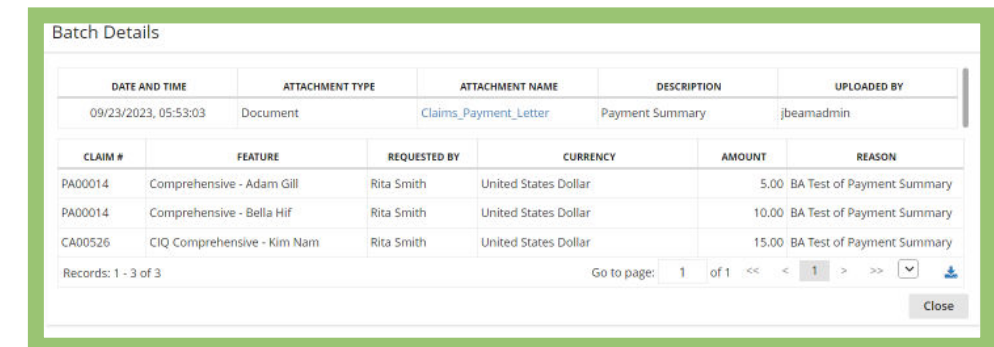 Batch Details
DATE AND TIME ATTACHMENT TYPE ATTACHMENT NAME DESCRIPTION UPLOADED BY
09/23/2023, 05:53:03 Document Claims_Payment_Letter Payment Summary jbeamadmin
CLAIM # FEATURE REQUESTED BY CURRENCY AMOUNT REASON
PA00014 Comprehensive - Adam Gill Rita Smith United States Dollar 5.00 BA Test of Payment Summary
PA00014 Comprehensive - Bella Hif Rita Smith United States Dollar 10.00 BA Test of Payment Summary
CA00526 CIQ Comprehensive - Kim Nam Rita Smith United States Dollar 15.00 BA Test of Payment Summary
Records: 1 - 3 of 3 Go to page: 1 of 1 << < 1 > >>
Close